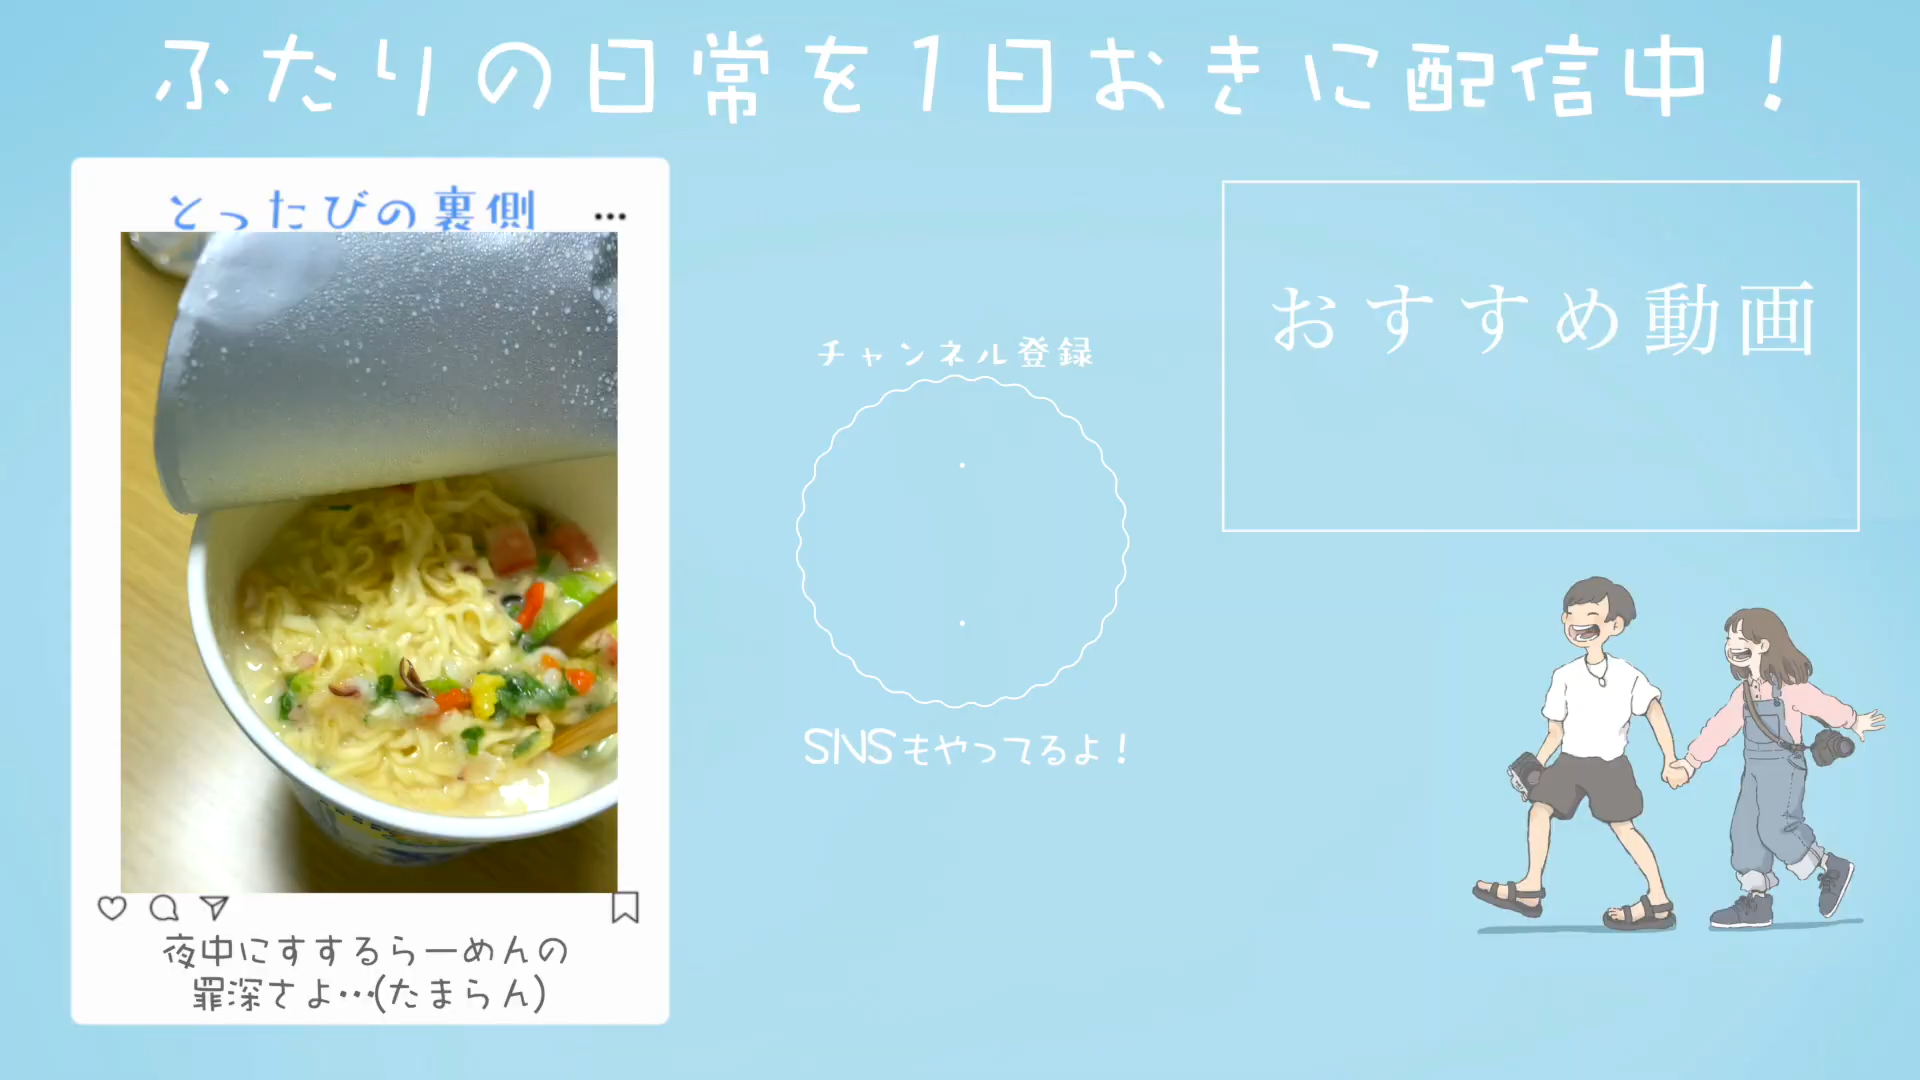 ふたりの日常を1日おきに配信中！
とったびの裏側
チャンネル登録
おすすめ動画
SNSもやってるよ！
夜中にすするらーめんの
罪深さよ…(たまらん)